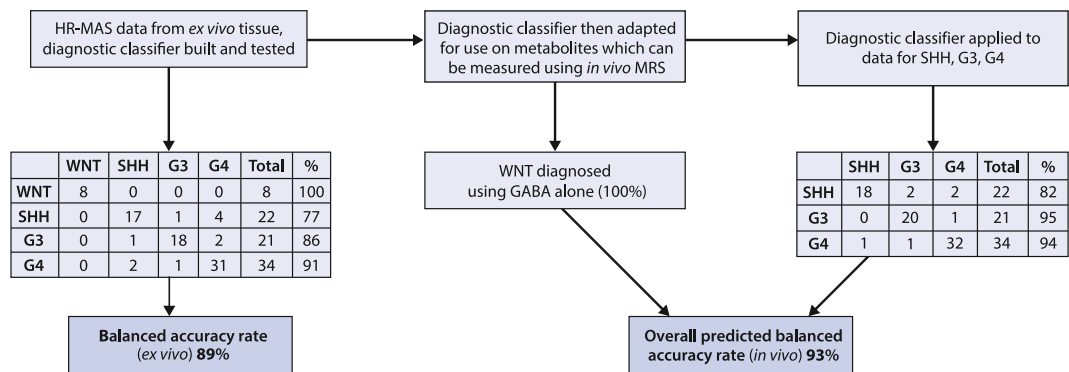 HR-MAS data from ex vivo tissue,
diagnostic classifier built and tested
Diagnostic classifier then adapted
for use on metabolites which can
be measured using in vivo MRS
Diagnostic classifier applied to
data for SHH, G3, G4
WNT SHH G3 G4 Total %
WNT 8 0 0 0 8 100
SHH 0 17 1 4 22 77
G3 0 1 18 2 21 86
G4 0 2 1 31 34 91
WNT diagnosed
using GABA alone (100%)
SHH G3 G4 Total %
SHH 18 2 2 22 82
G3 0 20 1 21 95
G4 1 1 32 34 94
Balanced accuracy rate
(ex vivo) 89%
Overall predicted balanced
accuracy rate (in vivo) 93%